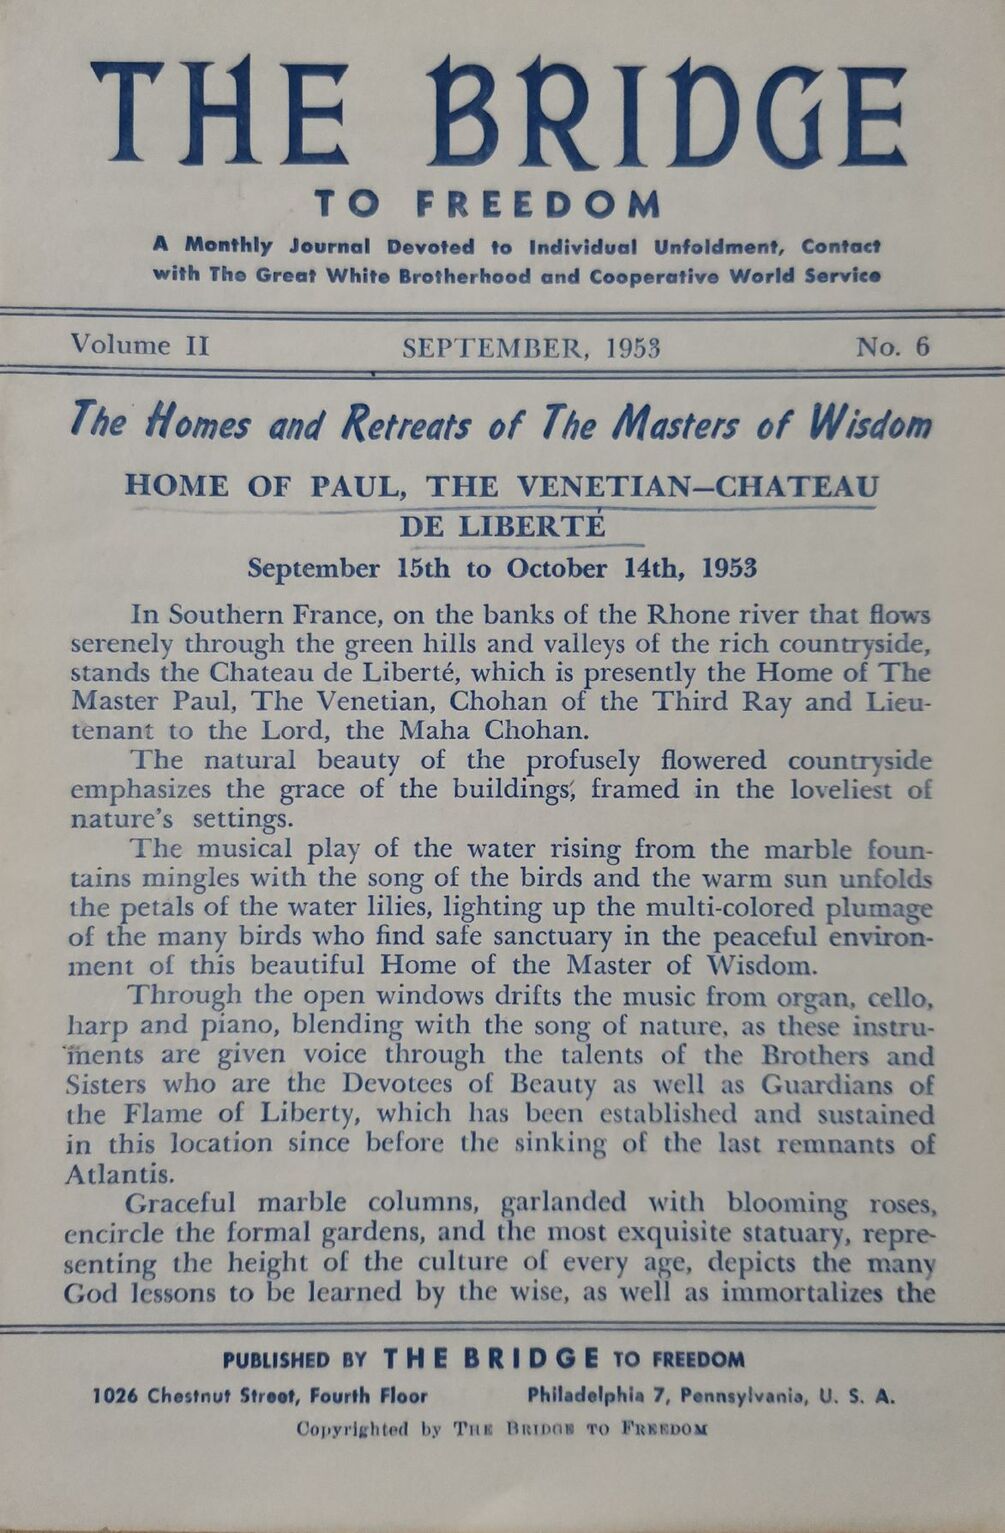 THE BRIDGE
TO FREEDOM
A Monthly Journal Devoted to Individual Unfoldment, Contact
with The Great White Brotherhood and Cooperative World Service
Volume II SEPTEMBER, 1953 No. 6
The Homes and Retreats of The Masters of Wisdom
HOME OF PAUL, THE VENETIAN—CHATEAU
DE LIBERTÉ
September 15th to October 14th, 1953
In Southern France, on the banks of the Rhone river that flows
serenely through the green hills and valleys of the rich countryside,
stands the Chateau de Liberté, which is presently the Home of The
Master Paul, The Venetian, Chohan of the Third Ray and Lieu-
tenant to the Lord, the Maha Chohan.
The natural beauty of the profusely flowered countryside
emphasizes the grace of the buildings, framed in the loveliest of
nature's settings.
The musical play of the water rising from the marble foun-
tains mingles with the song of the birds and the warm sun unfolds
the petals of the water lilies, lighting up the multi-colored plumage
of the many birds who find safe sanctuary in the peaceful environ-
ment of this beautiful Home of the Master of Wisdom.
Through the open windows drifts the music from organ, cello,
harp and piano, blending with the song of nature, as these instru-
ments are given voice through the talents of the Brothers and
Sisters who are the Devotees of Beauty as well as Guardians of
the Flame of Liberty, which has been established and sustained
in this location since before the sinking of the last remnants of
Atlantis.
Graceful marble columns, garlanded with blooming roses,
encircle the formal gardens, and the most exquisite statuary, repre-
senting the height of the culture of every age, depicts the many
God lessons to be learned by the wise, as well as immortalizes the
PUBLISHED BY THE BRIDGE TO FREEDOM
1026 Chestnut Street, Fourth Floor Philadelphia 7, Pennsylvania, U. S. A.
Copyrighted by THE BRIDGE TO FREEDOM